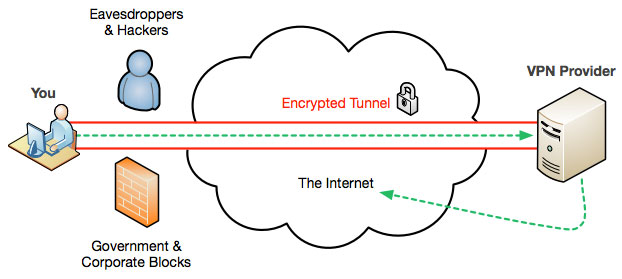 Eavesdroppers
& Hackers
You
VPN Provider
Encrypted Tunnel
The Internet
Government &
Corporate Blocks